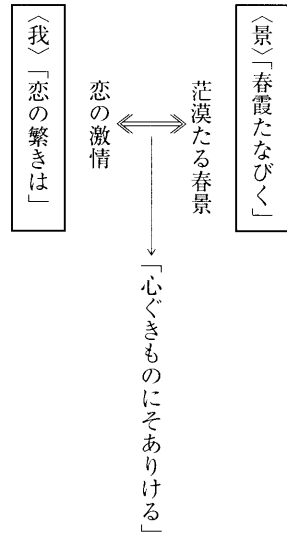 〈景〉「春霞たなびく」
茫漠たる春景
「心ぐきものにそありける」
恋の激情
〈我〉「恋の繁きは」